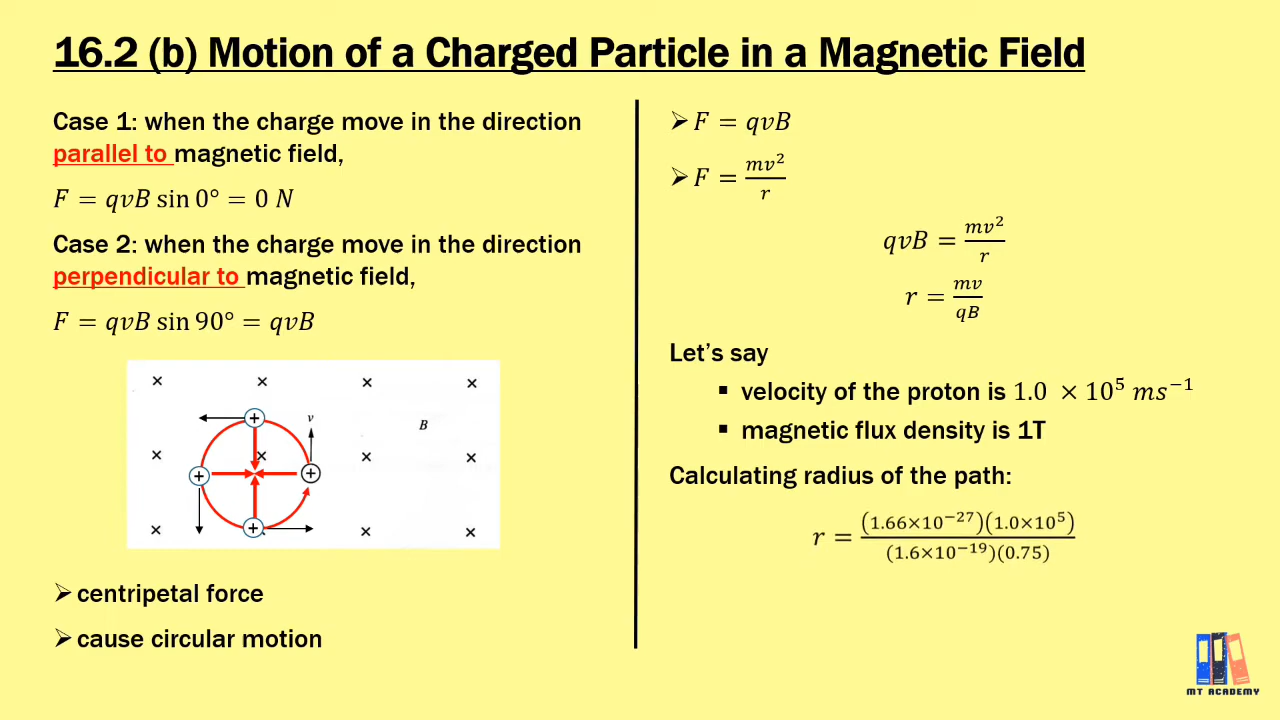 16.2 (b) Motion of a Charged Particle in a Magnetic Field
Case 1: when the charge move in the direction
parallel to magnetic field,
F = qvB sin 0° = 0 N
Case 2: when the charge move in the direction
perpendicular to magnetic field,
F = qvB sin 90° = qvB
× × × ×
+ v B
× × × ×
+ +
+
× × ×
➢ centripetal force
➢ cause circular motion
➢ F = qvB
➢ F = mv²/r
qvB = mv²/r
r = mv/qB
Let’s say
▪ velocity of the proton is 1.0 × 10⁵ ms⁻¹
▪ magnetic flux density is 1T
Calculating radius of the path:
r = (1.66×10⁻²⁷)(1.0×10⁵)/(1.6×10⁻¹⁹)(0.75)
MT ACADEMY